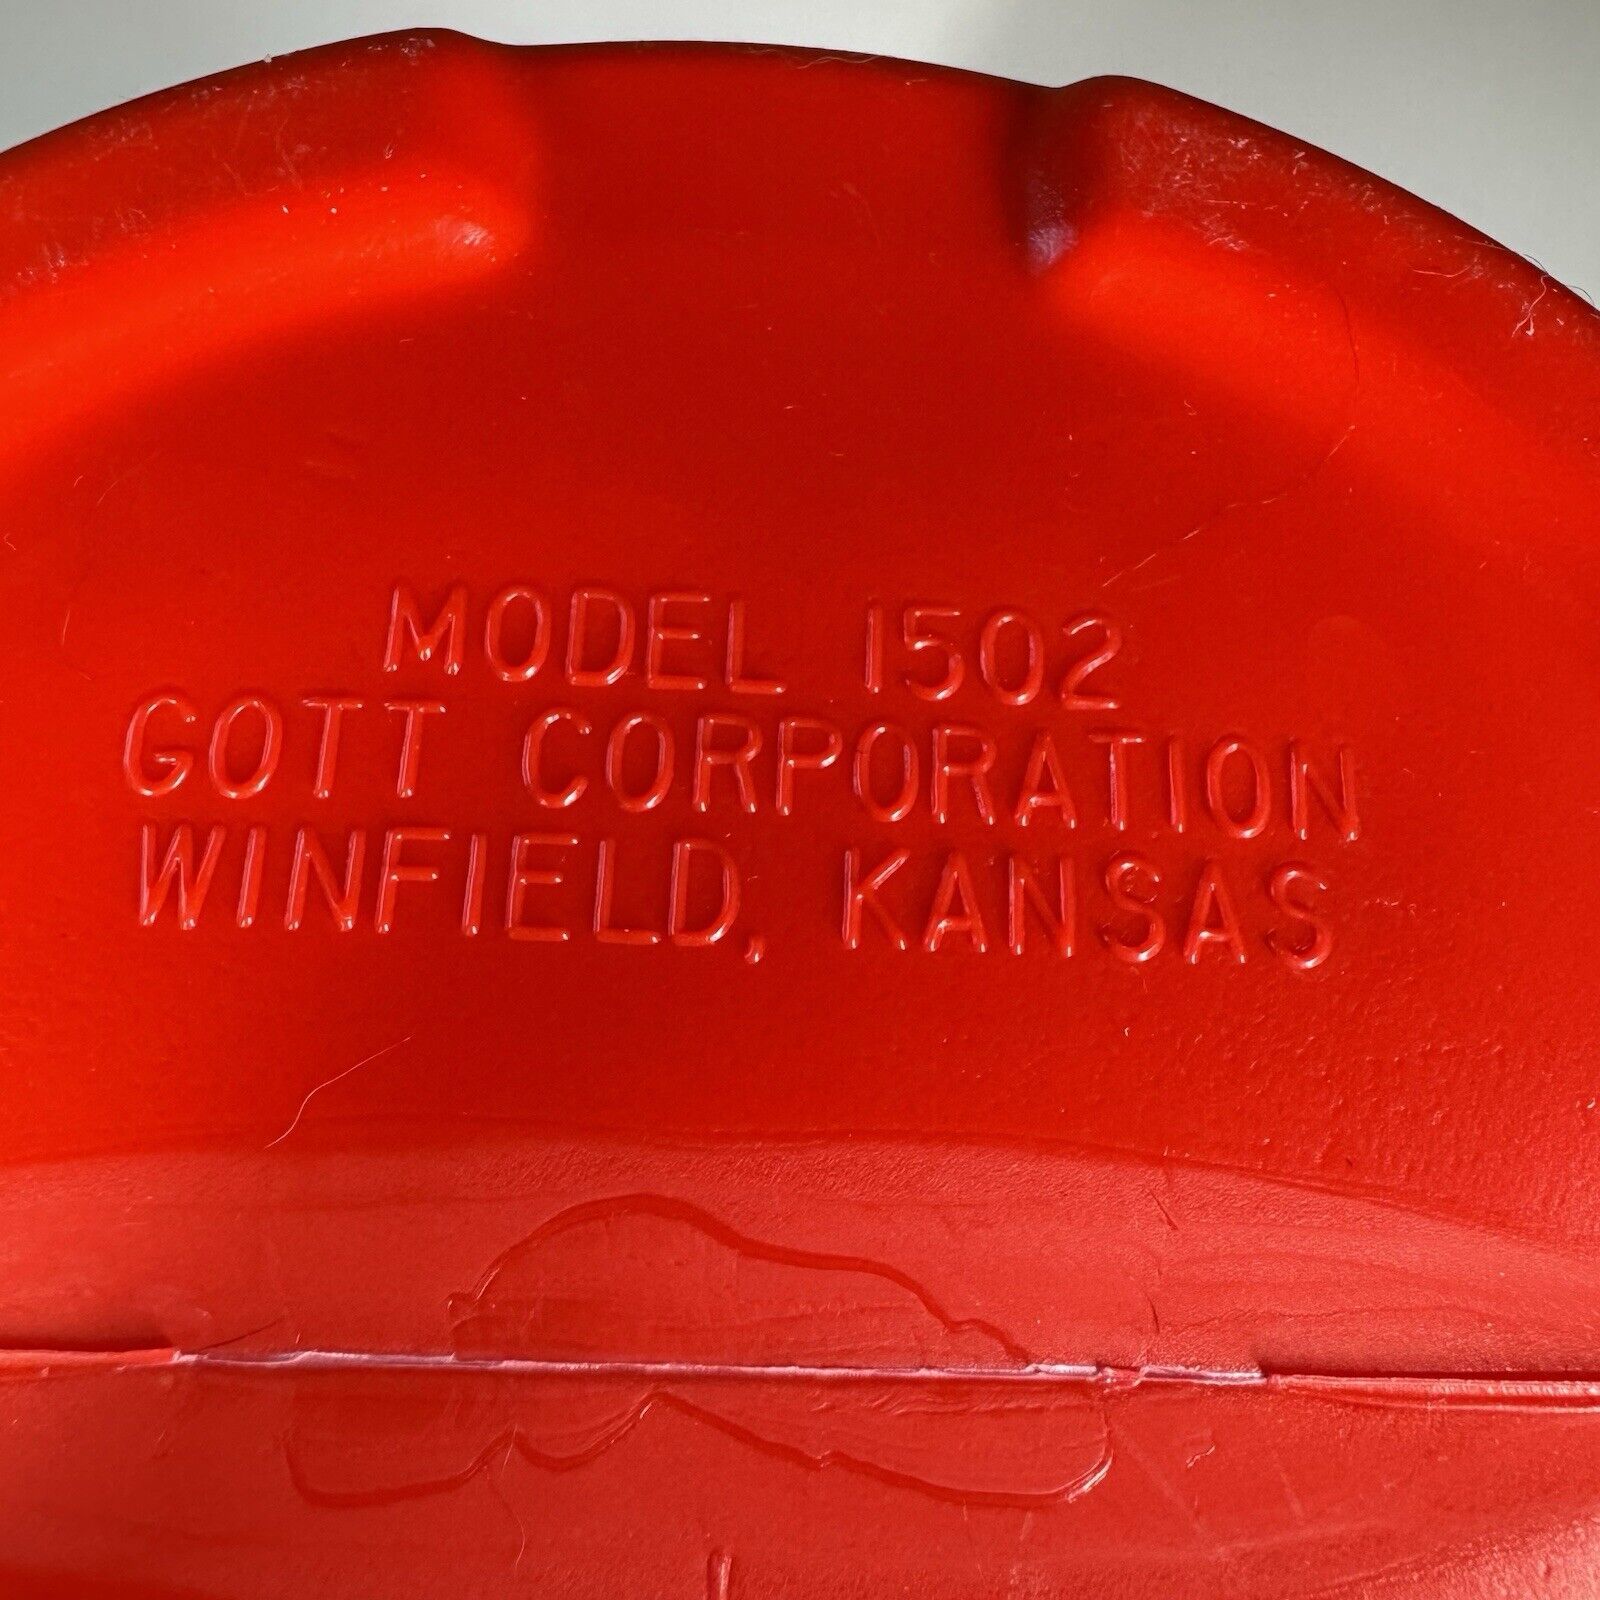 MODEL 1502
GOTT CORPORATION
WINFIELD, KANSAS